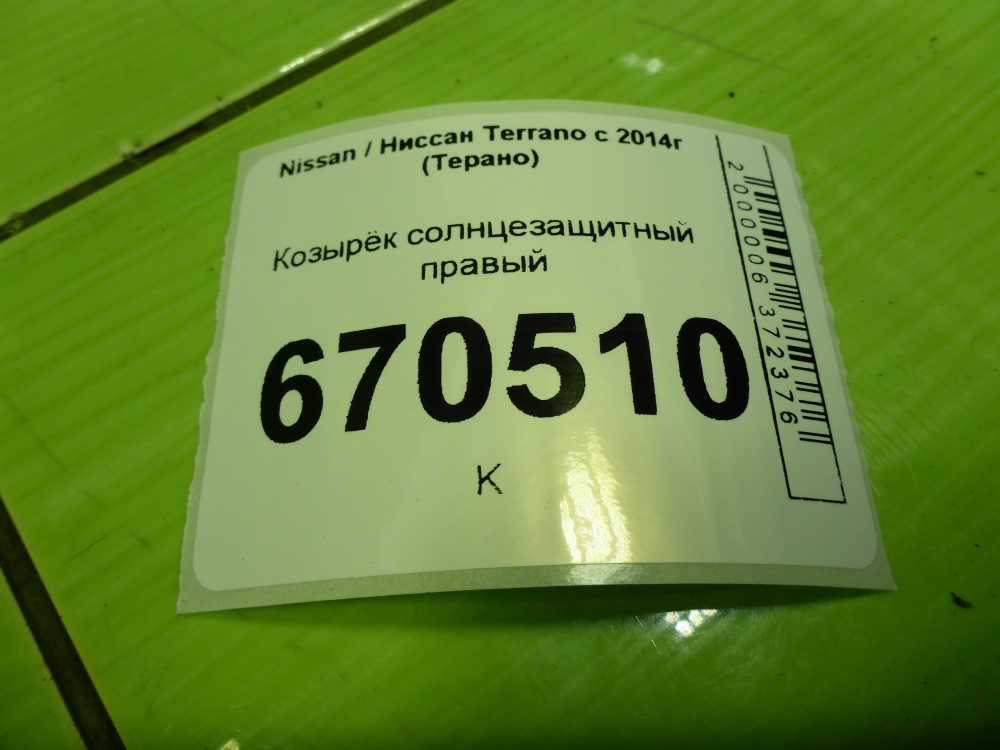 Nissan / Ниссан Terrano с 2014г
(Терано)
Козырёк солнцезащитный
правый
670510
К
2000006372376